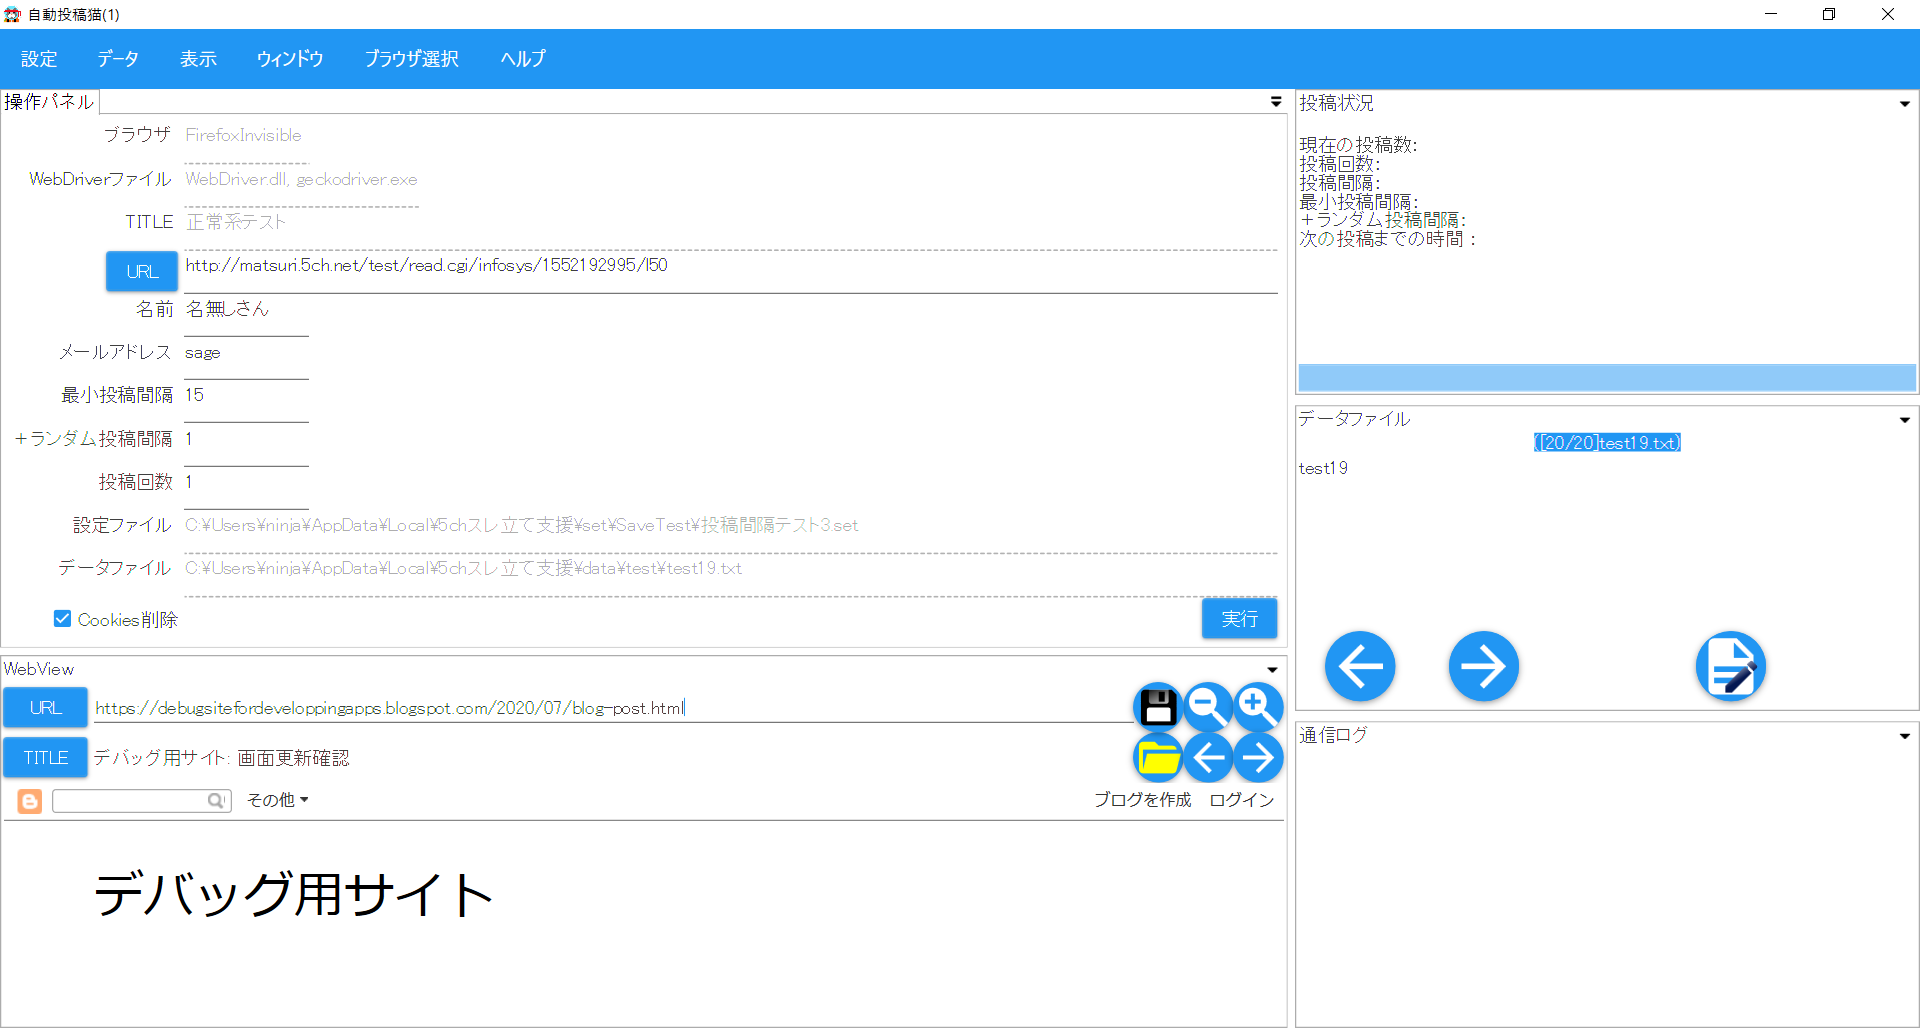 自動投稿猫(1)
設定 データ 表示 ウィンドウ ブラウザ選択 ヘルプ
操作パネル
ブラウザ FirefoxInvisible
WebDriverファイル WebDriver.dll, geckodriver.exe
TITLE 正常系テスト
URL http://matsuri.5ch.net/test/read.cgi/infosys/1552192995/l50
名前 名無しさん
メールアドレス sage
最小投稿間隔 15
＋ランダム投稿間隔 1
投稿回数 1
設定ファイル C:¥Users¥ninja¥AppData¥Local¥5chスレ立て支援¥set¥SaveTest¥投稿間隔テスト3.set
データファイル C:¥Users¥ninja¥AppData¥Local¥5chスレ立て支援¥data¥test¥test19.txt
Cookies削除 実行
WebView
URL https://debugsitefordeveloppingapps.blogspot.com/2020/07/blog-post.html
TITLE デバッグ用サイト: 画面更新確認
その他 ブログを作成 ログイン
デバッグ用サイト
投稿状況
現在の投稿数:
投稿回数:
投稿間隔:
最小投稿間隔:
＋ランダム投稿間隔:
次の投稿までの時間：
データファイル
([20/20]test19.txt)
test19
通信ログ